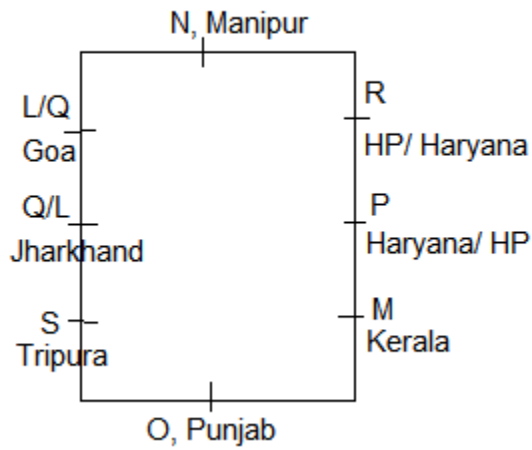 N, Manipur
L/Q
Goa
R
HP/ Haryana
Q/L
Jharkhand
P
Haryana/ HP
S
Tripura
M
Kerala
O, Punjab